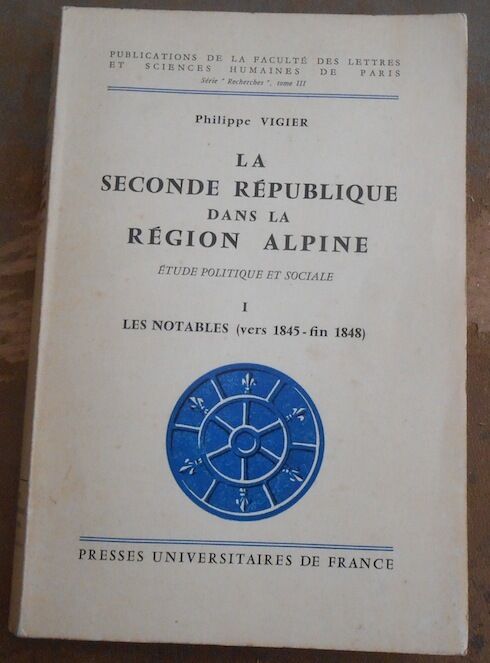 PUBLICATIONS DE LA FACULTÉ DES LETTRES
ET SCIENCES HUMAINES DE PARIS
Série "Recherches", tome III
Philippe VIGIER
LA
SECONDE RÉPUBLIQUE
DANS LA
RÉGION ALPINE
ÉTUDE POLITIQUE ET SOCIALE
I
LES NOTABLES (vers 1845-fin 1848)
PRESSES UNIVERSITAIRES DE FRANCE